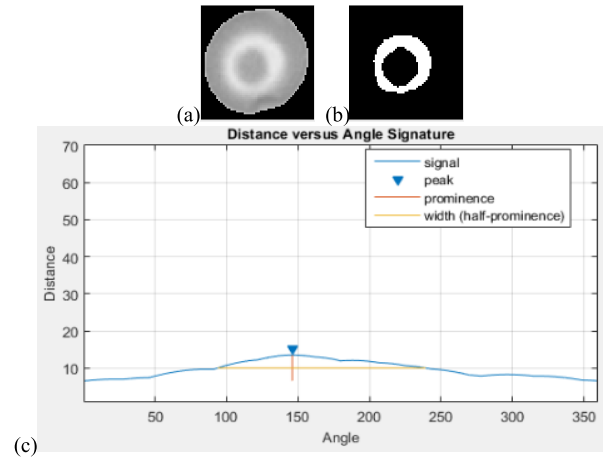 (a) (b)
Distance versus Angle Signature
70
60
50
40
30
20
10
Distance
signal
peak
prominence
width (half-prominence)
50 100 150 200 250 300 350
Angle
(c)